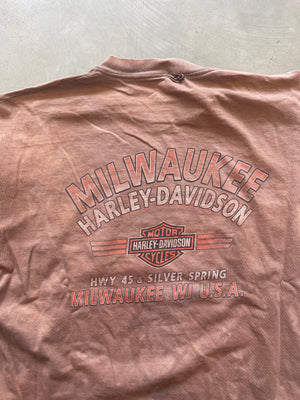 MILWAUKEE
HARLEY-DAVIDSON
MOTOR
HARLEY-DAVIDSON
CYCLES
HWY. 45 & SILVER SPRING
MILWAUKEE, WI U.S.A.